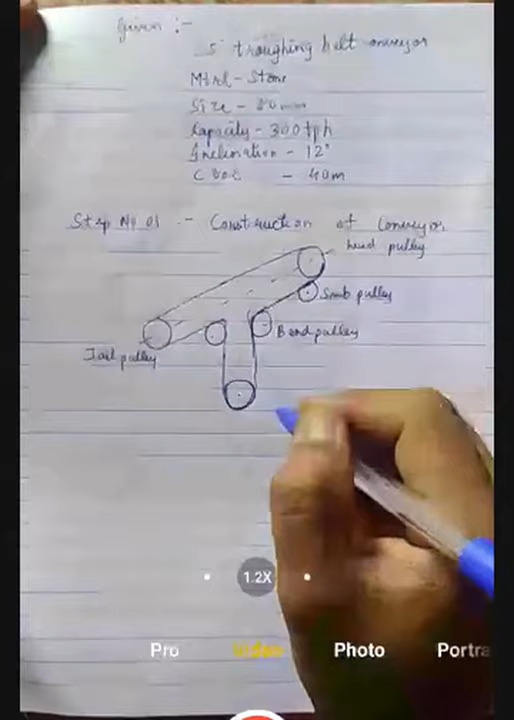 Given :-
5° troughing belt conveyor
Mtrl - Stone
Size - 80mm
Capacity - 300 tph
Inclination - 12°
- 40m
Step No 01 :- Construction of Conveyor
head pulley
Snub pulley
Bend pulley
Tail pulley
1.2X
Pro Video Photo Portra